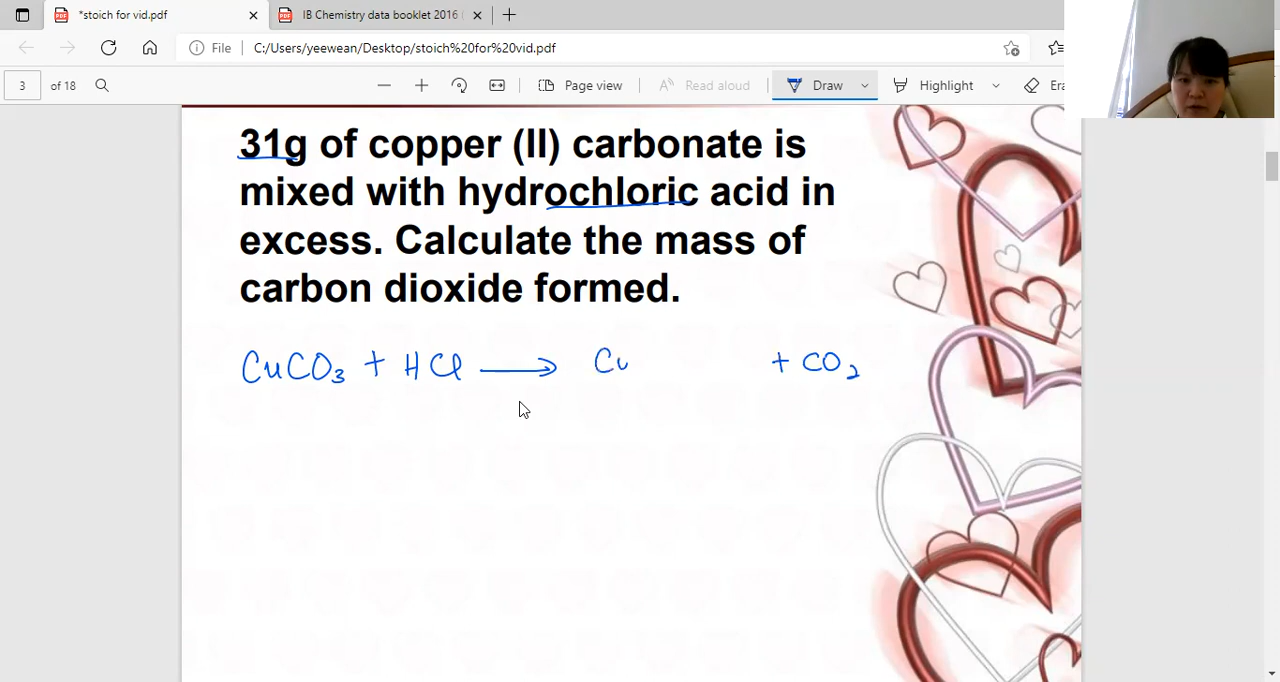 *stoich for vid.pdf
IB Chemistry data booklet 2016 (
File C:/Users/yeewean/Desktop/stoich%20for%20vid.pdf
3 of 18 Page view Read aloud Draw Highlight Era
31g of copper (II) carbonate is
mixed with hydrochloric acid in
excess. Calculate the mass of
carbon dioxide formed.
CuCO₃ + HCl ⟶ Cu + CO₂